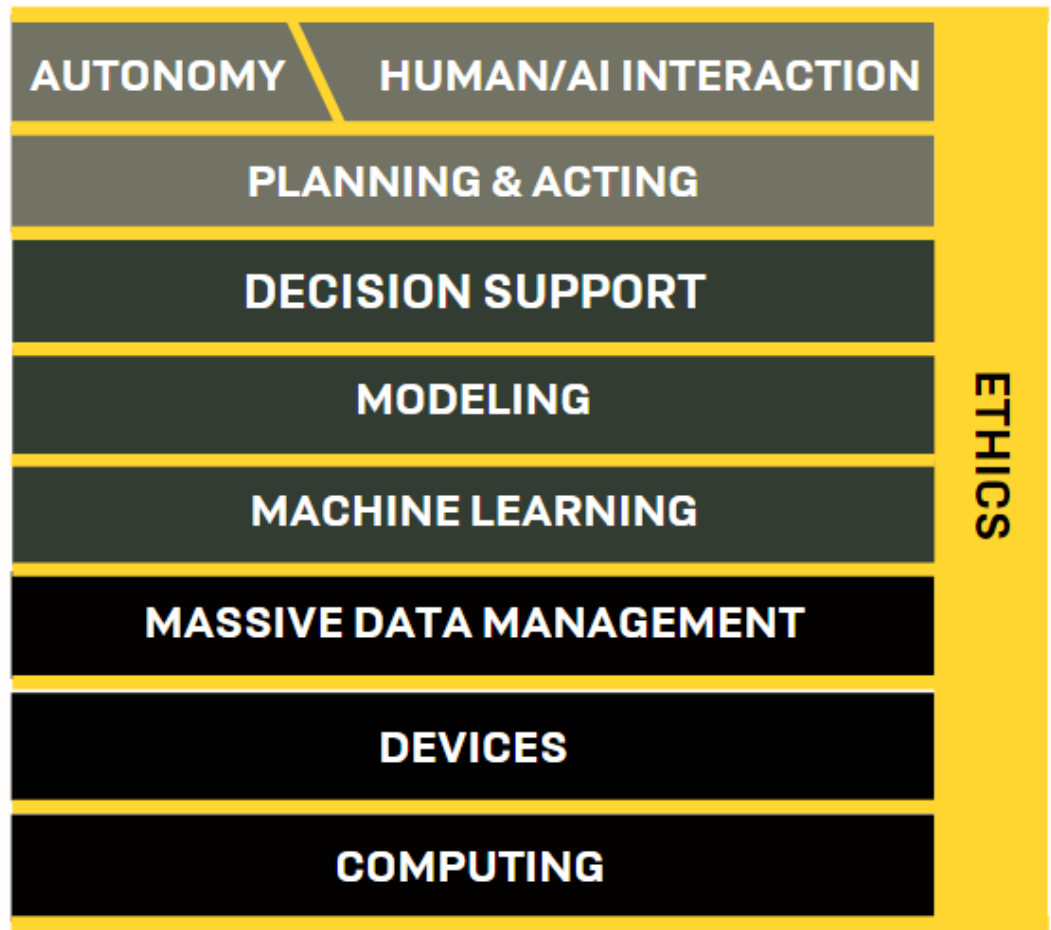 AUTONOMY
HUMAN/AI INTERACTION
PLANNING & ACTING
DECISION SUPPORT
MODELING
MACHINE LEARNING
MASSIVE DATA MANAGEMENT
DEVICES
COMPUTING
ETHICS